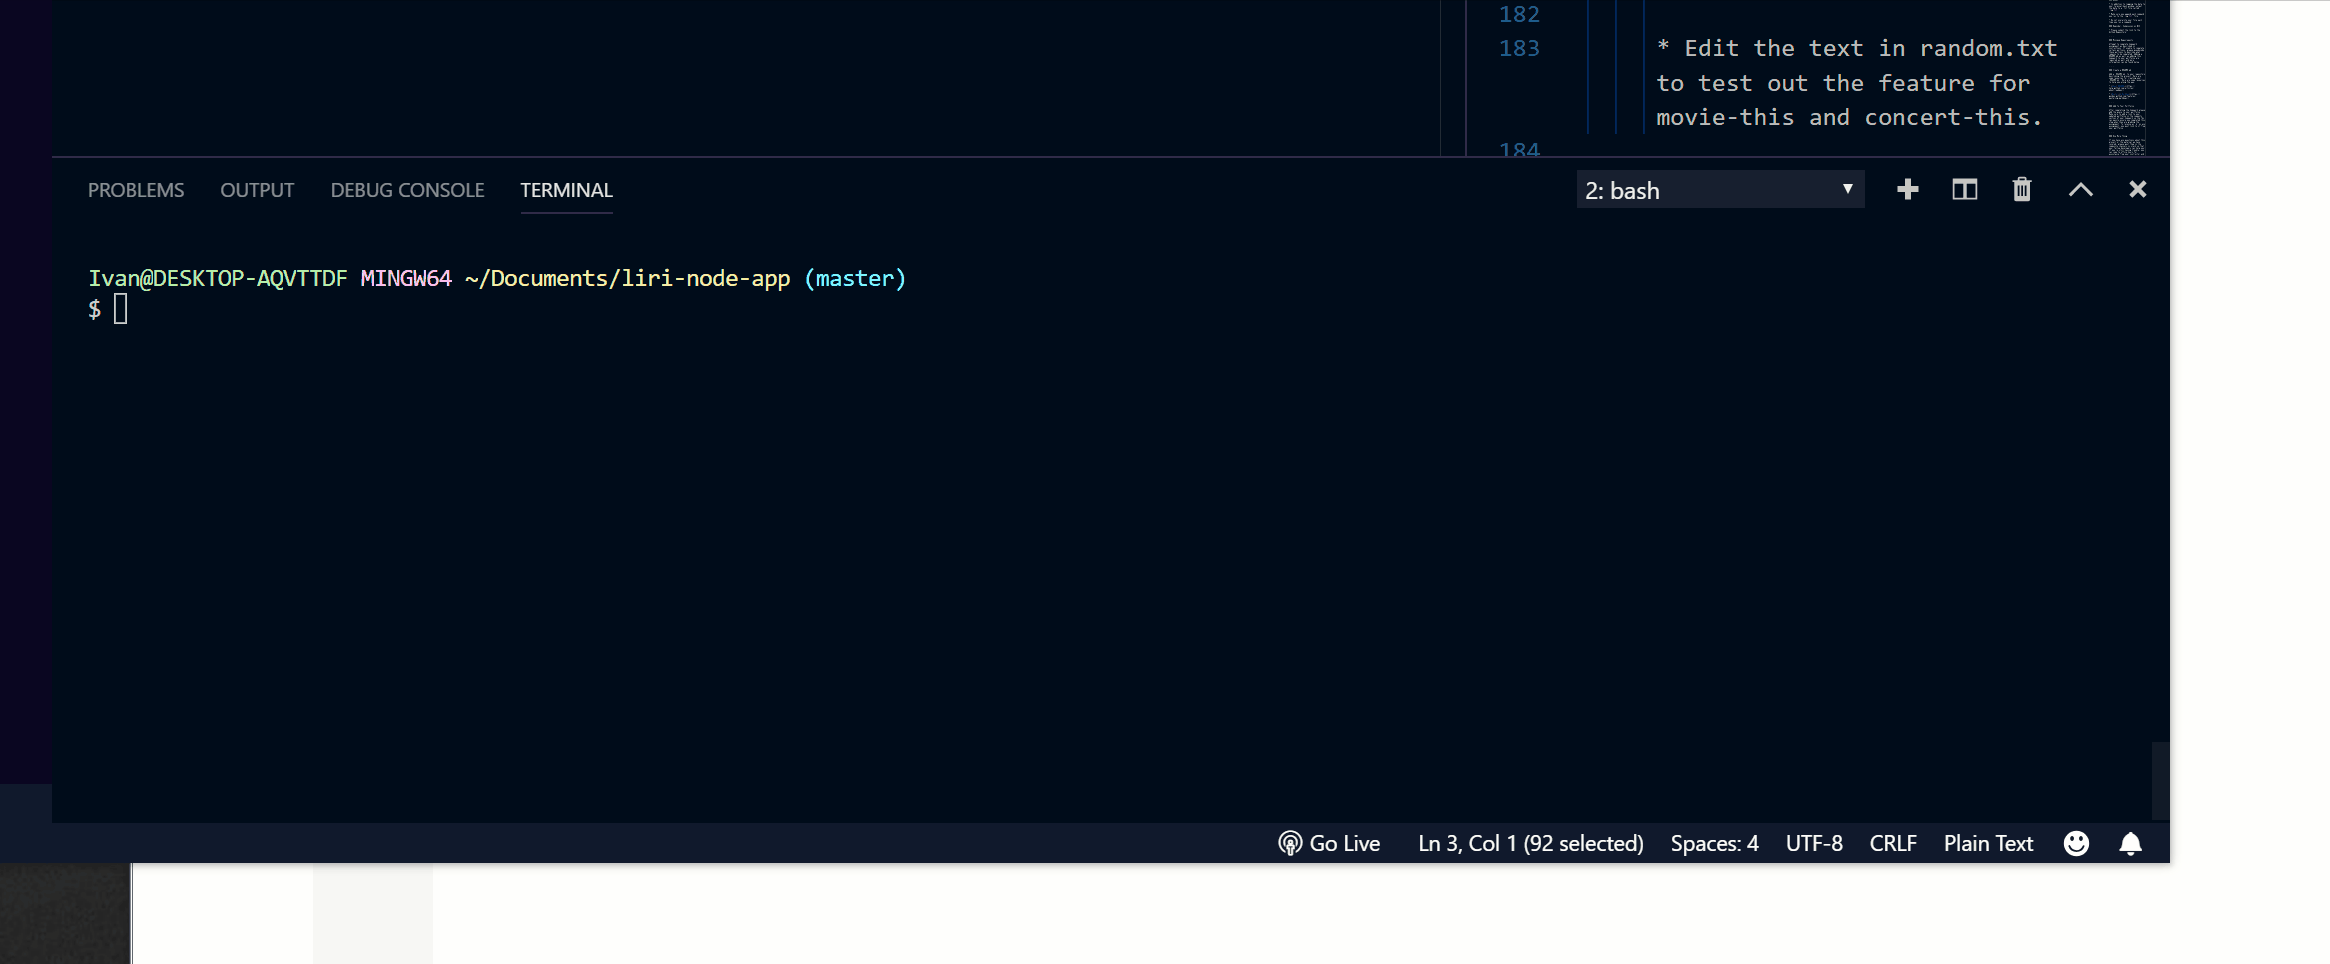 182
183 * Edit the text in random.txt
to test out the feature for
movie-this and concert-this.
184
PROBLEMS OUTPUT DEBUG CONSOLE TERMINAL 2: bash
Ivan@DESKTOP-AQVTTDF MINGW64 ~/Documents/liri-node-app (master)
$
Go Live Ln 3, Col 1 (92 selected) Spaces: 4 UTF-8 CRLF Plain Text